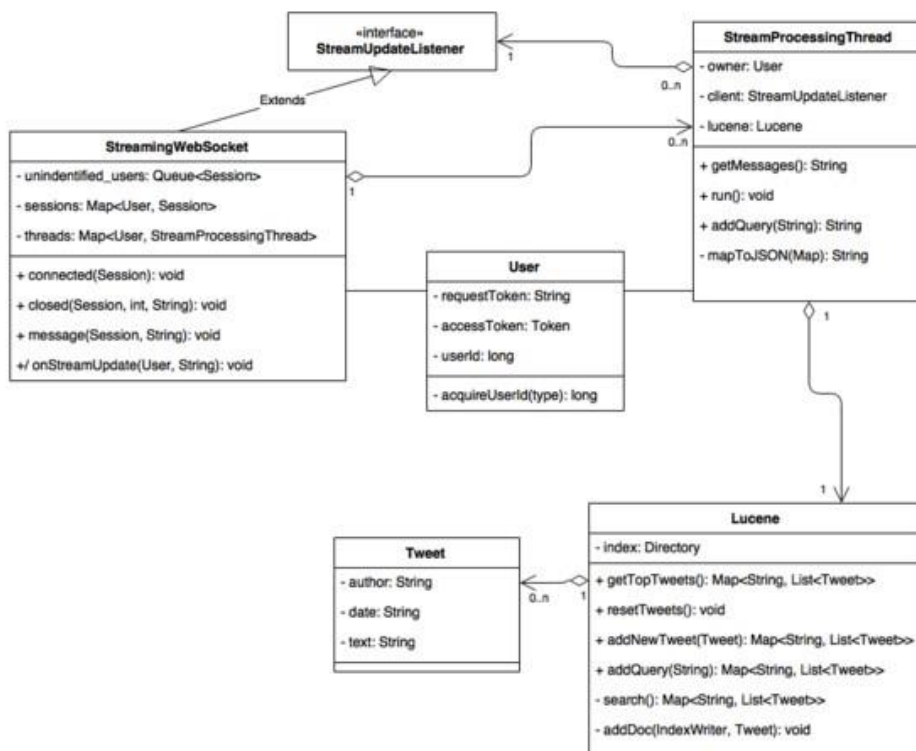 «interface»
StreamUpdateListener
1
Extends
StreamProcessingThread
- owner: User
- client: StreamUpdateListener
- lucene: Lucene
+ getMessages(): String
+ run(): void
+ addQuery(String): String
- mapToJSON(Map): String
0..n
0..n
1
StreamingWebSocket
- unindentified_users: Queue<Session>
- sessions: Map<User, Session>
- threads: Map<User, StreamProcessingThread>
+ connected(Session): void
+ closed(Session, int, String): void
+ message(Session, String): void
+/ onStreamUpdate(User, String): void
1
User
- requestToken: String
- accessToken: Token
- userId: long
- acquireUserId(type): long
1
Lucene
- index: Directory
+ getTopTweets(): Map<String, List<Tweet>>
+ resetTweets(): void
+ addNewTweet(Tweet): Map<String, List<Tweet>>
+ addQuery(String): Map<String, List<Tweet>>
- search(): Map<String, List<Tweet>>
- addDoc(IndexWriter, Tweet): void
1
0..n
Tweet
- author: String
- date: String
- text: String